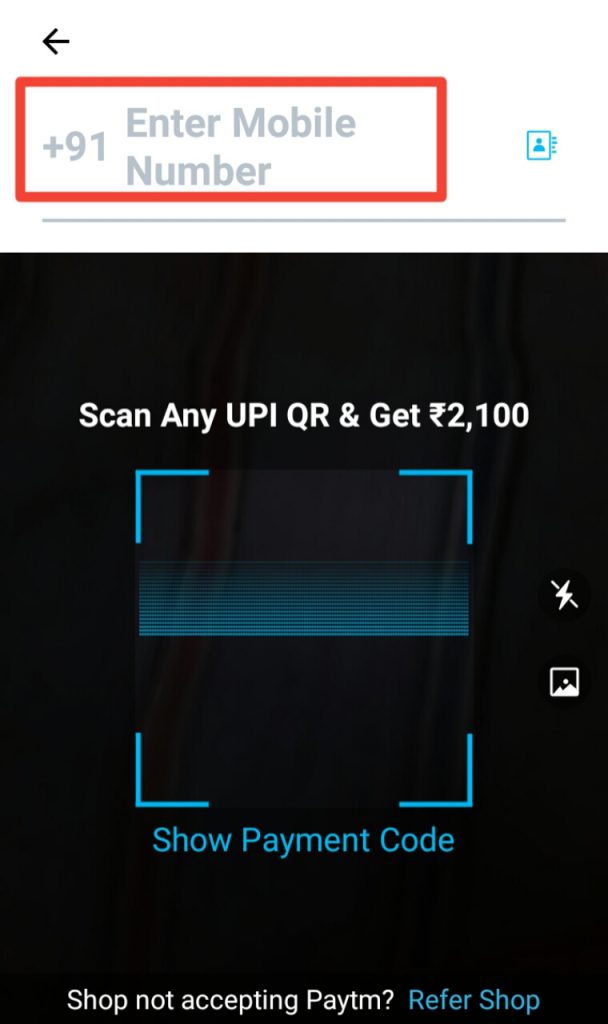 +91 Enter Mobile
Number
Scan Any UPI QR & Get ₹2,100
Show Payment Code
Shop not accepting Paytm? Refer Shop